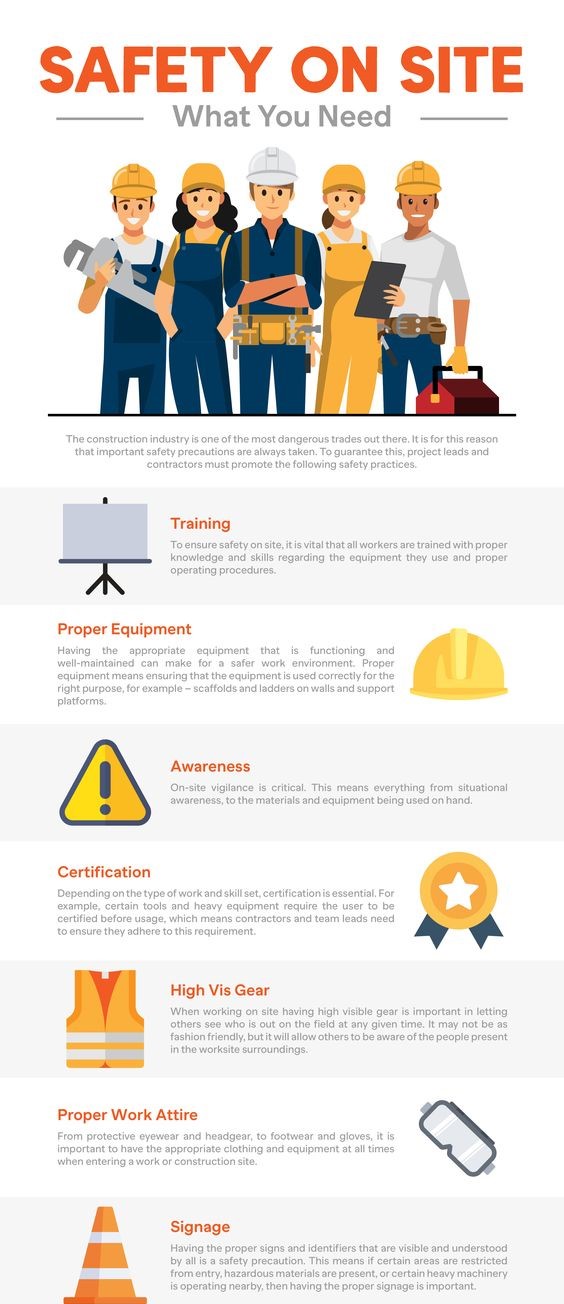 SAFETY ON SITE
What You Need
The construction industry is one of the most dangerous trades out there. It is for this reason
that important safety precautions are always taken. To guarantee this, project leads and
contractors must promote the following safety practices.
Training
To ensure safety on site, it is vital that all workers are trained with proper
knowledge and skills regarding the equipment they use and proper
operating procedures.
Proper Equipment
Having the appropriate equipment that is functioning and
well-maintained can make for a safer work environment. Proper
equipment means ensuring that the equipment is used correctly for the
right purpose, for example – scaffolds and ladders on walls and support
platforms.
Awareness
On-site vigilance is critical. This means everything from situational
awareness, to the materials and equipment being used on hand.
Certification
Depending on the type of work and skill set, certification is essential. For
example, certain tools and heavy equipment require the user to be
certified before usage, which means contractors and team leads need
to ensure they adhere to this requirement.
High Vis Gear
When working on site having high visible gear is important in letting
others see who is out on the field at any given time. It may not be as
fashion friendly, but it will allow others to be aware of the people present
in the worksite surroundings.
Proper Work Attire
From protective eyewear and headgear, to footwear and gloves, it is
important to have the appropriate clothing and equipment at all times
when entering a work or construction site.
Signage
Having the proper signs and identifiers that are visible and understood
by all is a safety precaution. This means if certain areas are restricted
from entry, hazardous materials are present, or certain heavy machinery
is operating nearby, then having the proper signage is important.